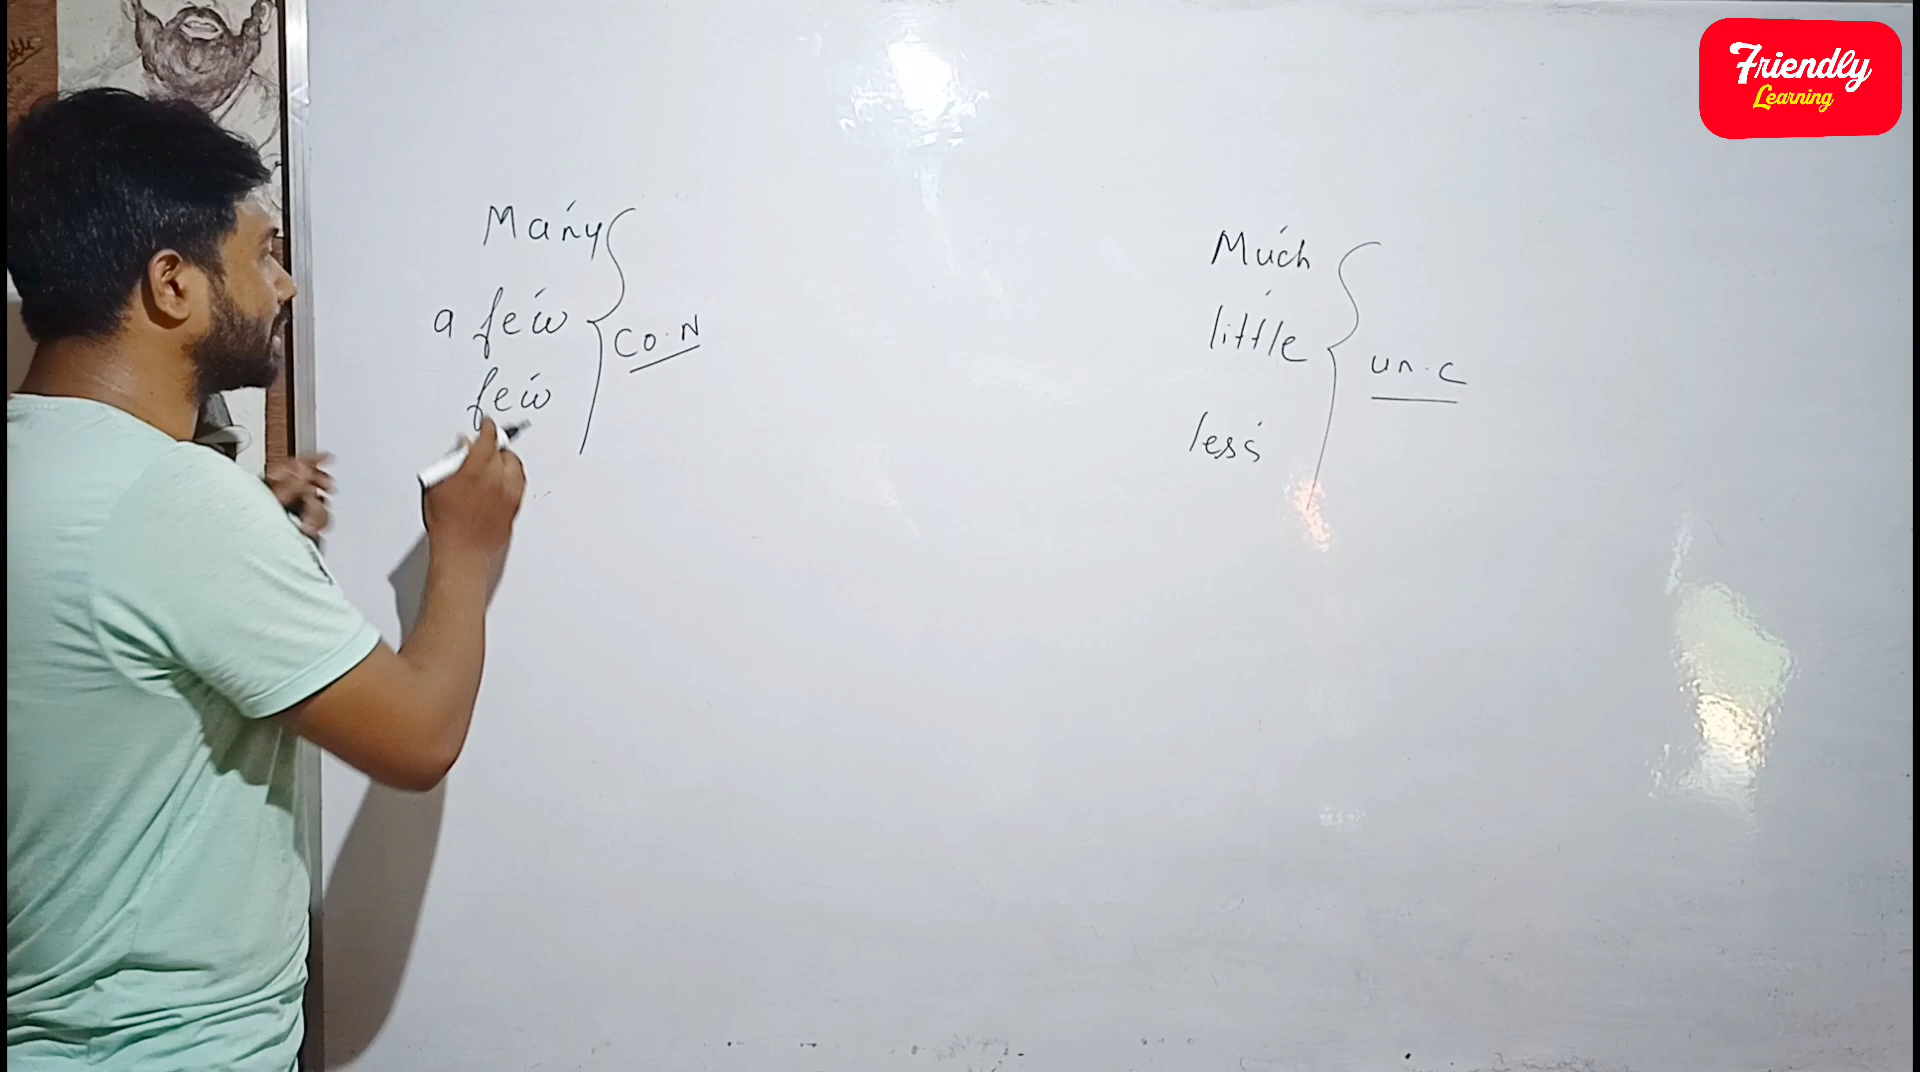 Friendly
Learning
Many
a few
few
Co.N
Much
little
less
un.c